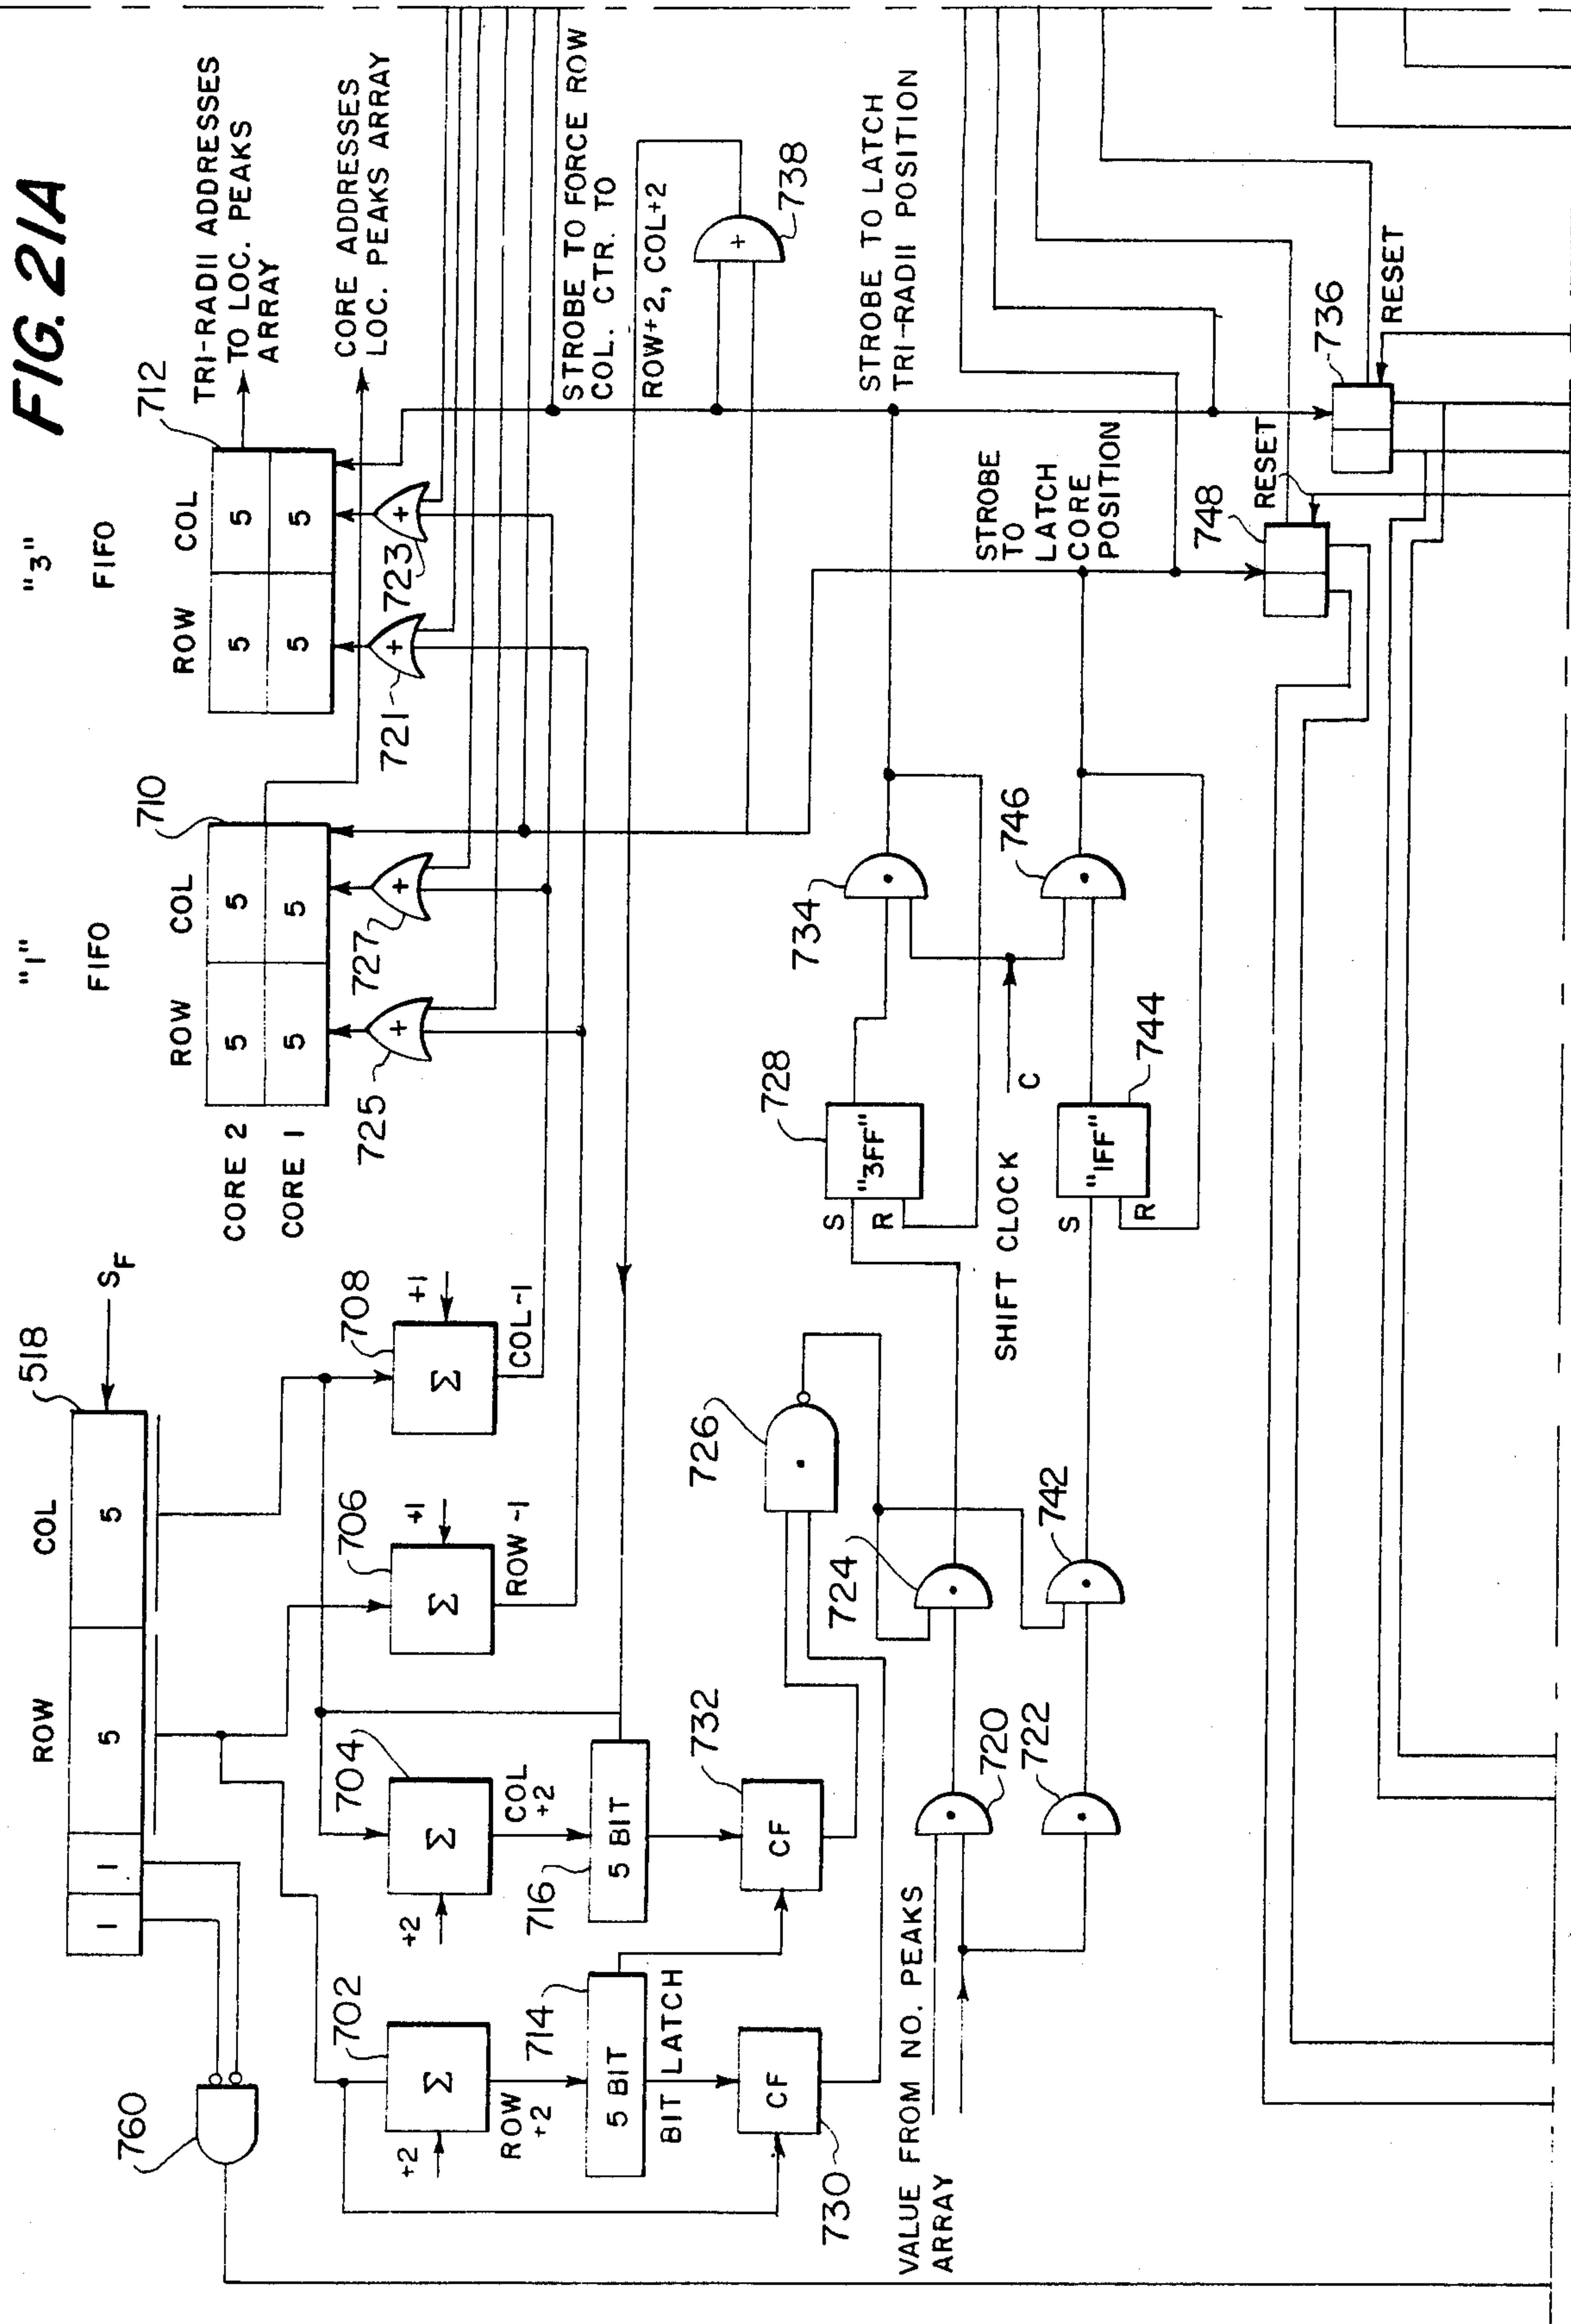 FIG. 21A
"1"
FIFO
"3"
FIFO
518
ROW
COL
1
1
5
5
SF
760
ROW
COL
710
CORE 2
CORE 1
5
5
5
5
ROW
COL
712
5
5
5
5
TRI-RADII ADDRESSES
TO LOC. PEAKS
ARRAY
CORE ADDRESSES
LOC. PEAKS ARRAY
725
727
721
723
+
+
+
+
702
+2
Σ
ROW
+2
704
+2
Σ
COL
+2
706
+1
Σ
ROW-1
708
+1
Σ
COL-1
714
5 BIT
BIT LATCH
716
5 BIT
STROBE TO FORCE ROW
COL. CTR. TO
ROW+2, COL+2
+
738
730
CF
732
CF
726
VALUE FROM NO. PEAKS
ARRAY
720
722
724
742
S
R
"3FF"
728
SHIFT CLOCK
C
S
R
"1FF"
744
734
746
STROBE TO LATCH
TRI-RADII POSITION
STROBE
TO
LATCH
CORE
POSITION
748
RESET
736
RESET